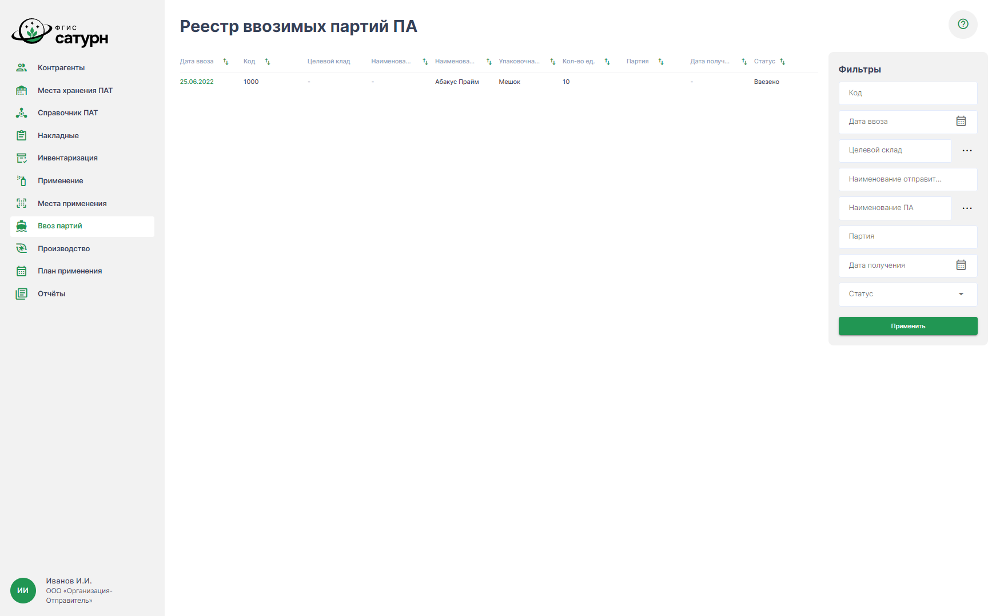 ФГИС
сатурн
Контрагенты
Места хранения ПАТ
Справочник ПАТ
Накладные
Инвентаризация
Применение
Места применения
Ввоз партий
Производство
План применения
Отчёты
ИИ
Иванов И.И.
ООО «Организация-
Отправитель»
Реестр ввозимых партий ПА
Дата ввоза Код Целевой клад Наименова... Наименова... Упаковочна... Кол-во ед. Партия Дата получ... Статус
25.06.2022 1000 - - Абакус Прайм Мешок 10 - Ввезено
Фильтры
Код
Дата ввоза
Целевой склад ...
Наименование отправит...
Наименование ПА ...
Партия
Дата получения
Статус
Применить